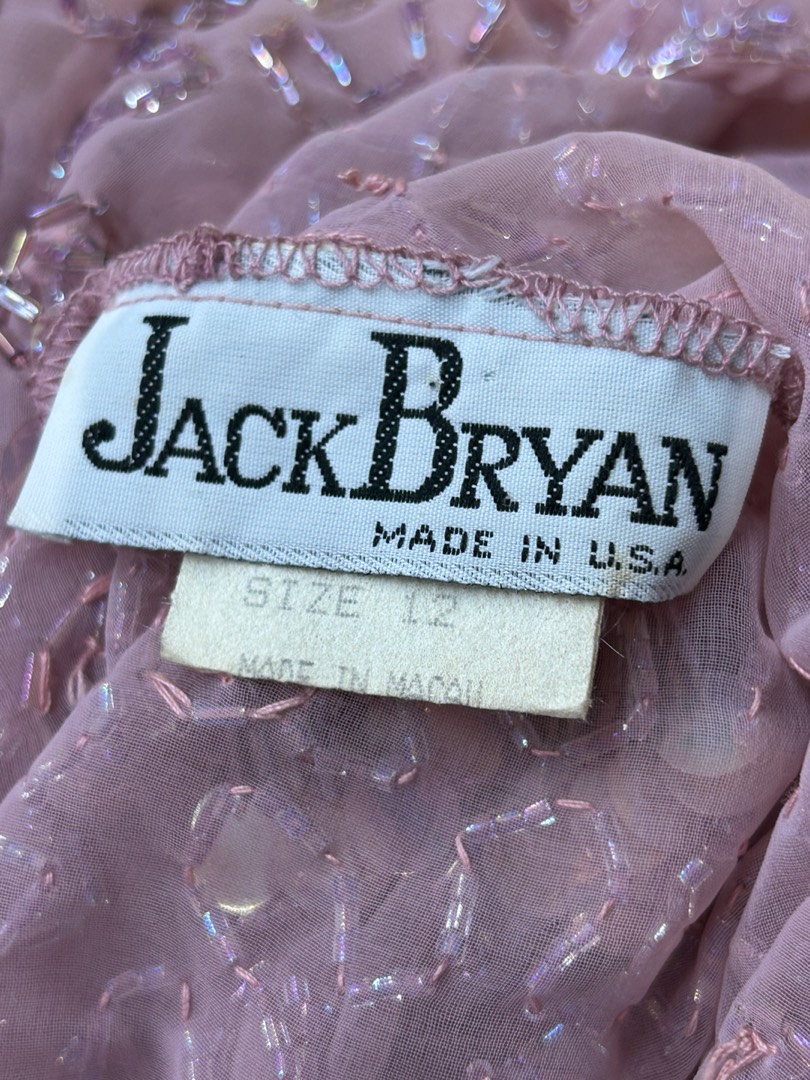 JACK BRYAN
MADE IN U.S.A.
SIZE 12
MADE IN MACAU